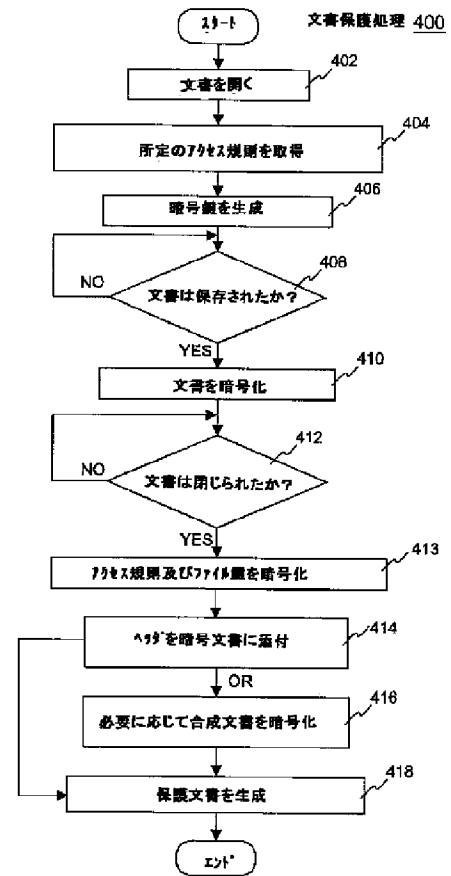 スタート
文書保護処理 400
402
文書を開く
404
所定のアクセス規則を取得
406
暗号鍵を生成
408
NO
文書は保存されたか?
YES
410
文書を暗号化
412
NO
文書は閉じられたか?
YES
413
アクセス規則及びファイル鍵を暗号化
414
ヘッダを暗号文書に添付
OR
416
必要に応じて合成文書を暗号化
418
保護文書を生成
エンド